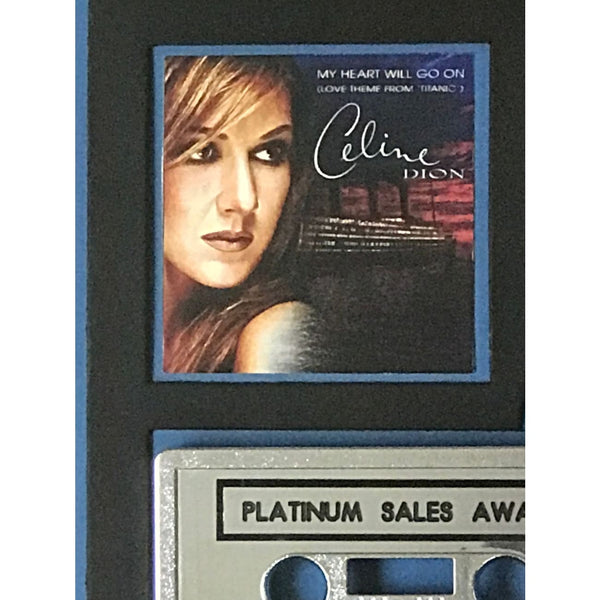 MY HEART WILL GO ON
(LOVE THEME FROM 'TITANIC')
Celine
DION
PLATINUM SALES AWA